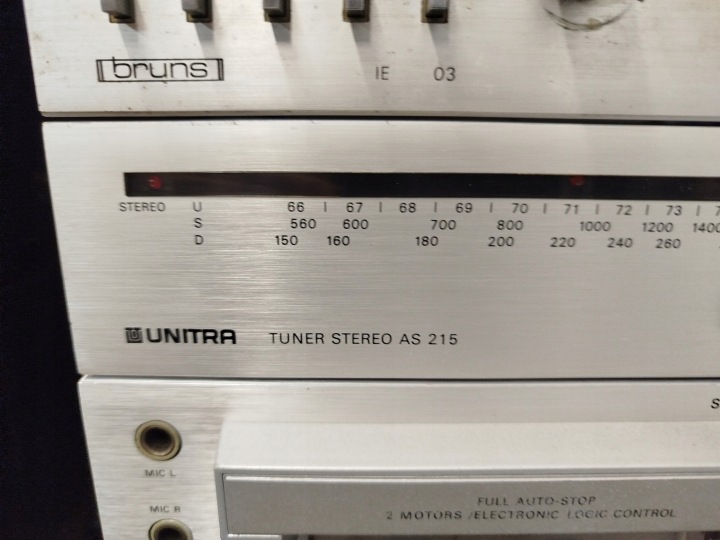 bruns IE 03
STEREO U 66 | 67 | 68 | 69 | 70 | 71 | 72 | 73 |
S 560 600 700 800 1000 1200 1400
D 150 160 180 200 220 240 260
UNITRA TUNER STEREO AS 215
MIC L
MIC R
FULL AUTO-STOP
2 MOTORS /ELECTRONIC LOGIC CONTROL